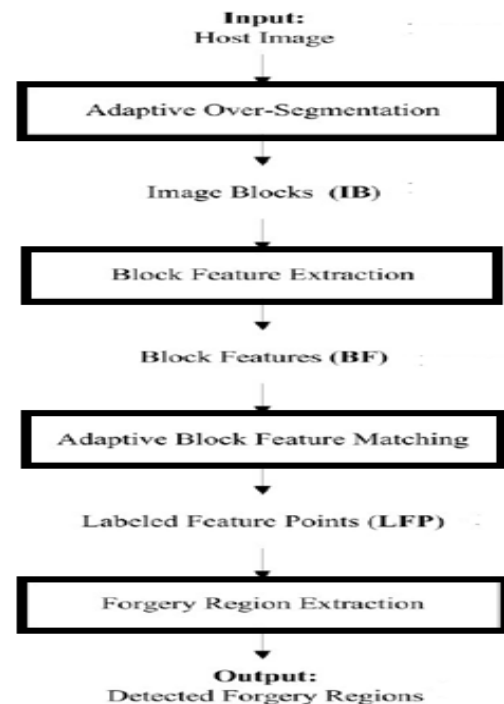 Input:
Host Image
Adaptive Over-Segmentation
Image Blocks (IB)
Block Feature Extraction
Block Features (BF)
Adaptive Block Feature Matching
Labeled Feature Points (LFP)
Forgery Region Extraction
Output:
Detected Forgery Regions